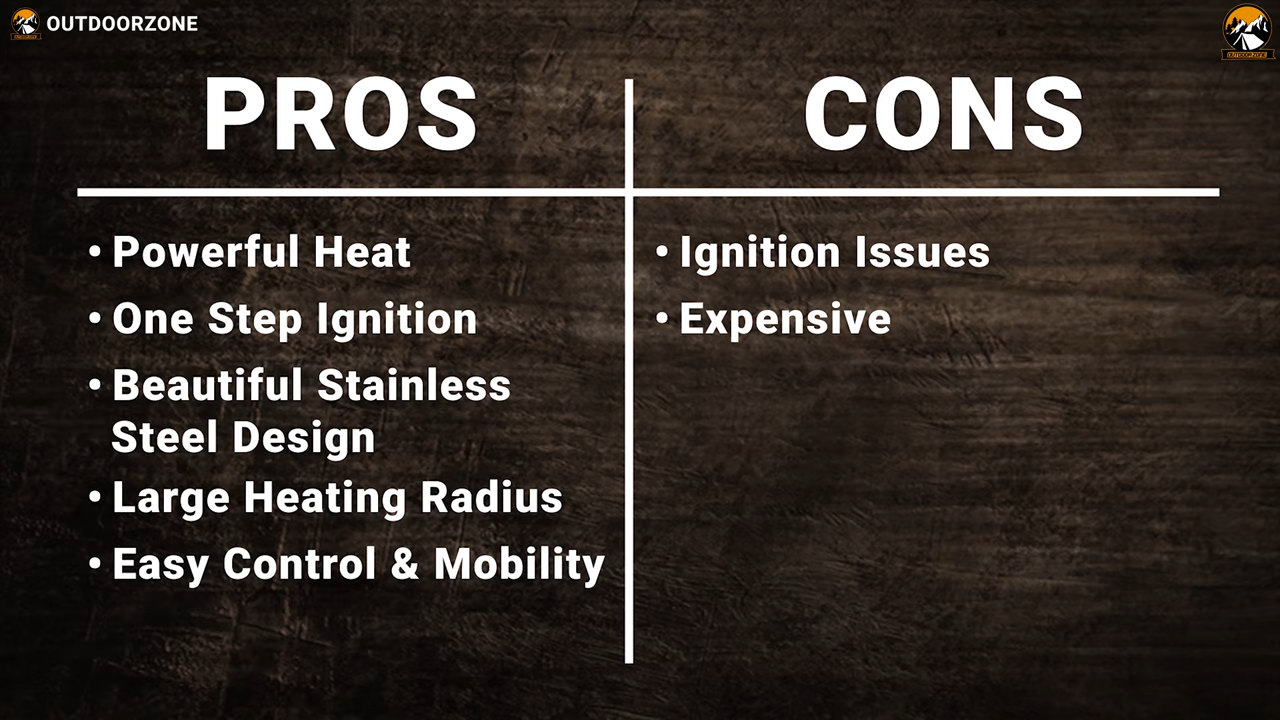 OUTDOORZONE
OUTDOORZONE
PROS
CONS
• Powerful Heat
• One Step Ignition
• Beautiful Stainless
Steel Design
• Large Heating Radius
• Easy Control & Mobility
• Ignition Issues
• Expensive